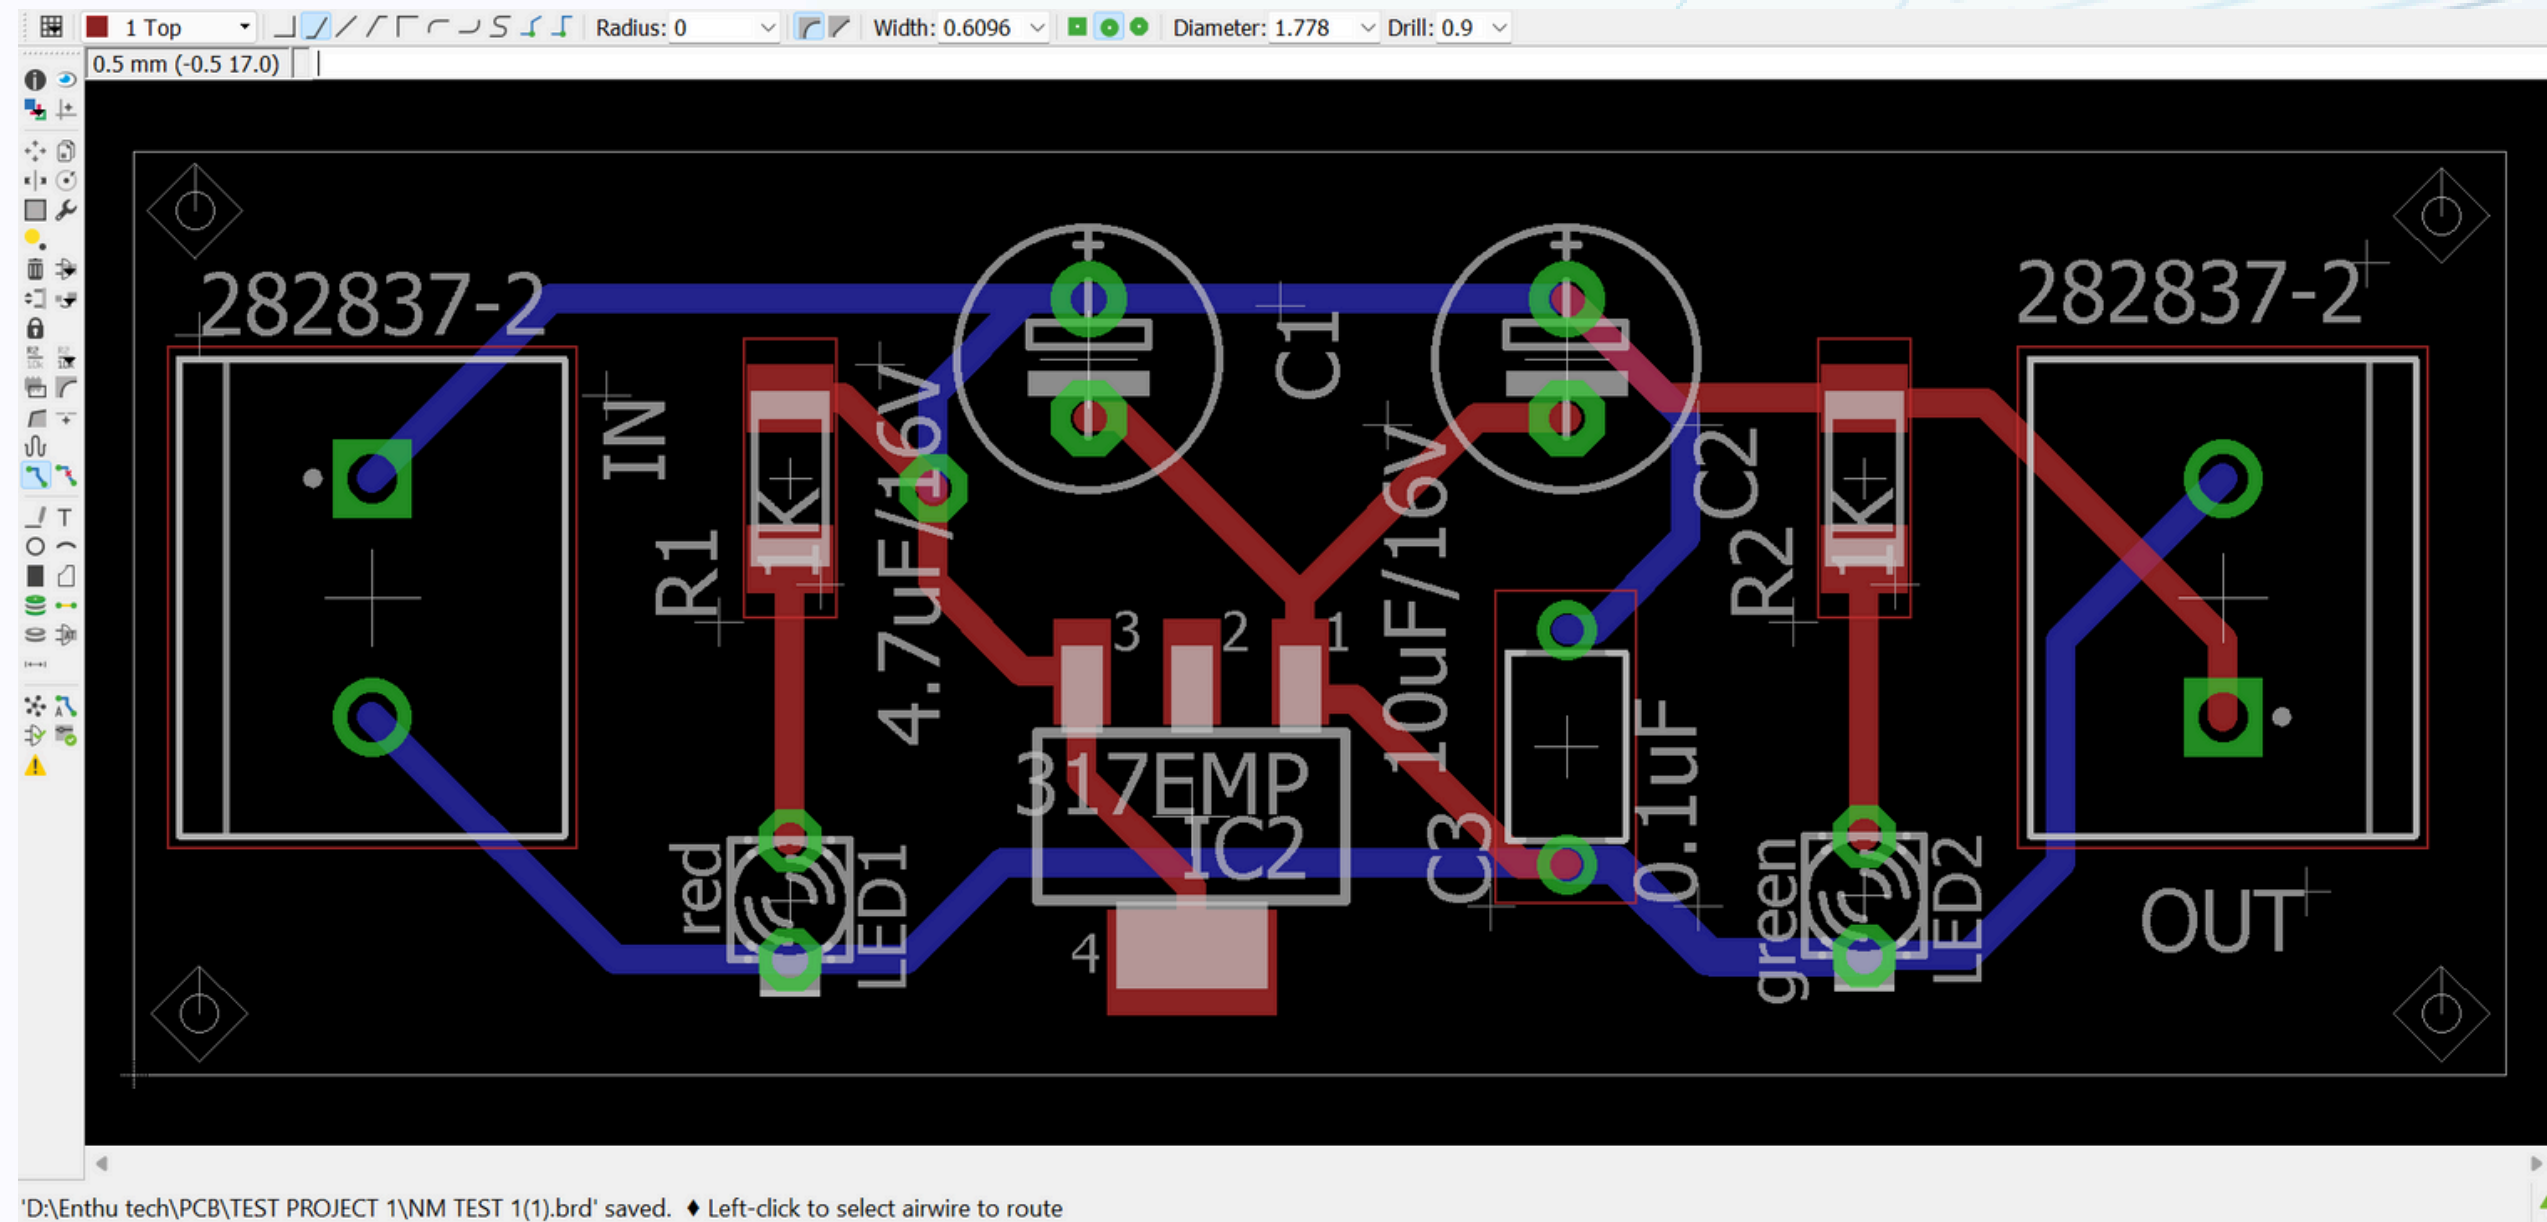 1 Top Radius: 0 Width: 0.6096 Diameter: 1.778 Drill: 0.9
0.5 mm (-0.5 17.0)
282837-2
282837-2
IN
C1
4.7uF/16V
1K
R1
10uF/16V
C2
1K
R2
3
2
1
317EMP
IC2
0.1uF
C3
red
LED1
4
green
LED2
OUT
'D:\Enthu tech\PCB\TEST PROJECT 1\NM TEST 1(1).brd' saved. ♦ Left-click to select airwire to route